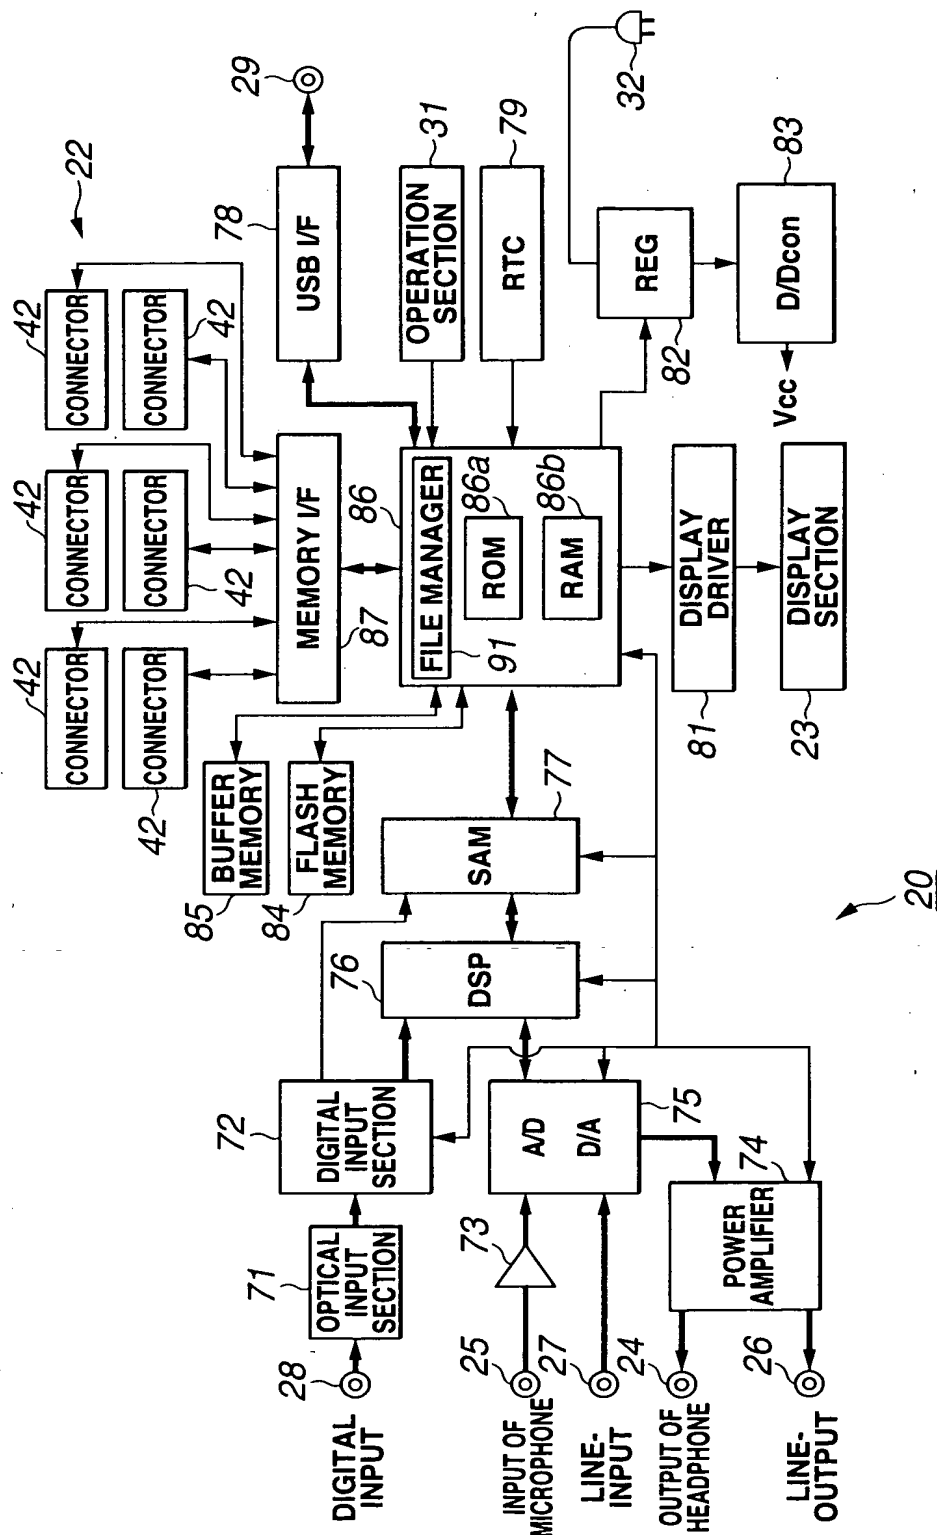 22
42
CONNECTOR
42
CONNECTOR
42
CONNECTOR
CONNECTOR
42
CONNECTOR
42
CONNECTOR
42
BUFFER
MEMORY
85
FLASH
MEMORY
84
MEMORY I/F
87
78
USB I/F
29
OPERATION
SECTION
31
RTC
79
86
FILE MANAGER
91
ROM
86a
RAM
86b
32
REG
82
D/Dcon
83
Vcc
DISPLAY
DRIVER
81
DISPLAY
SECTION
23
SAM
77
DSP
76
72
DIGITAL
INPUT
SECTION
71
OPTICAL
INPUT
SECTION
28
DIGITAL
INPUT
A/D
D/A
75
73
25
INPUT OF
MICROPHONE
27
LINE-
INPUT
POWER
AMPLIFIER
74
24
OUTPUT OF
HEADPHONE
26
LINE-
OUTPUT
20